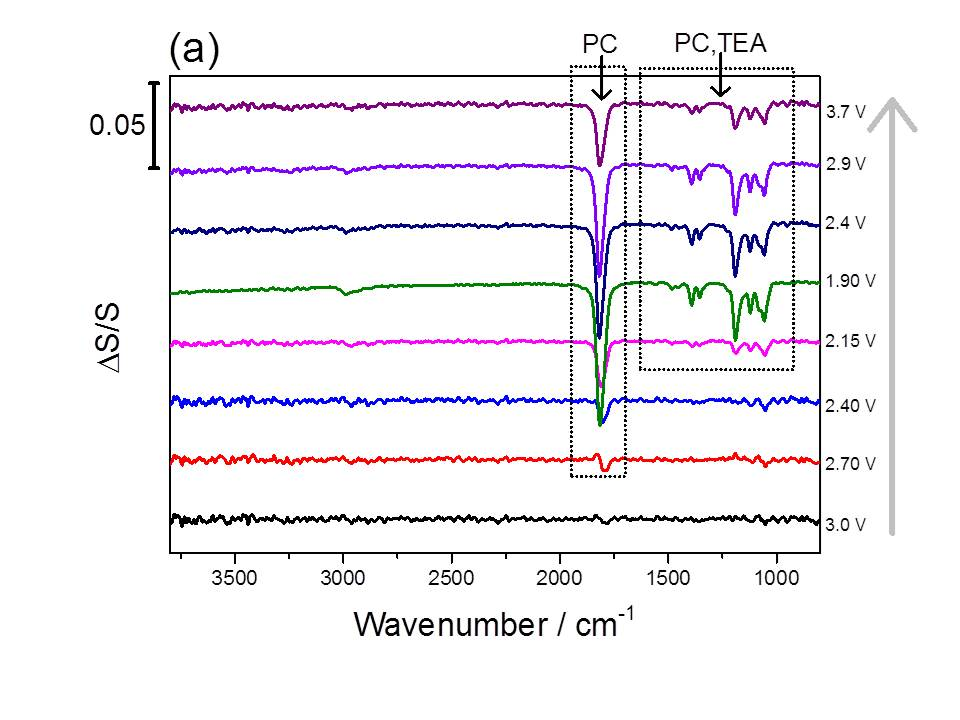 (a)
PC
PC,TEA
0.05
3.7 V
2.9 V
2.4 V
1.90 V
2.15 V
2.40 V
2.70 V
3.0 V
ΔS/S
3500
3000
2500
2000
1500
1000
Wavenumber / cm-1